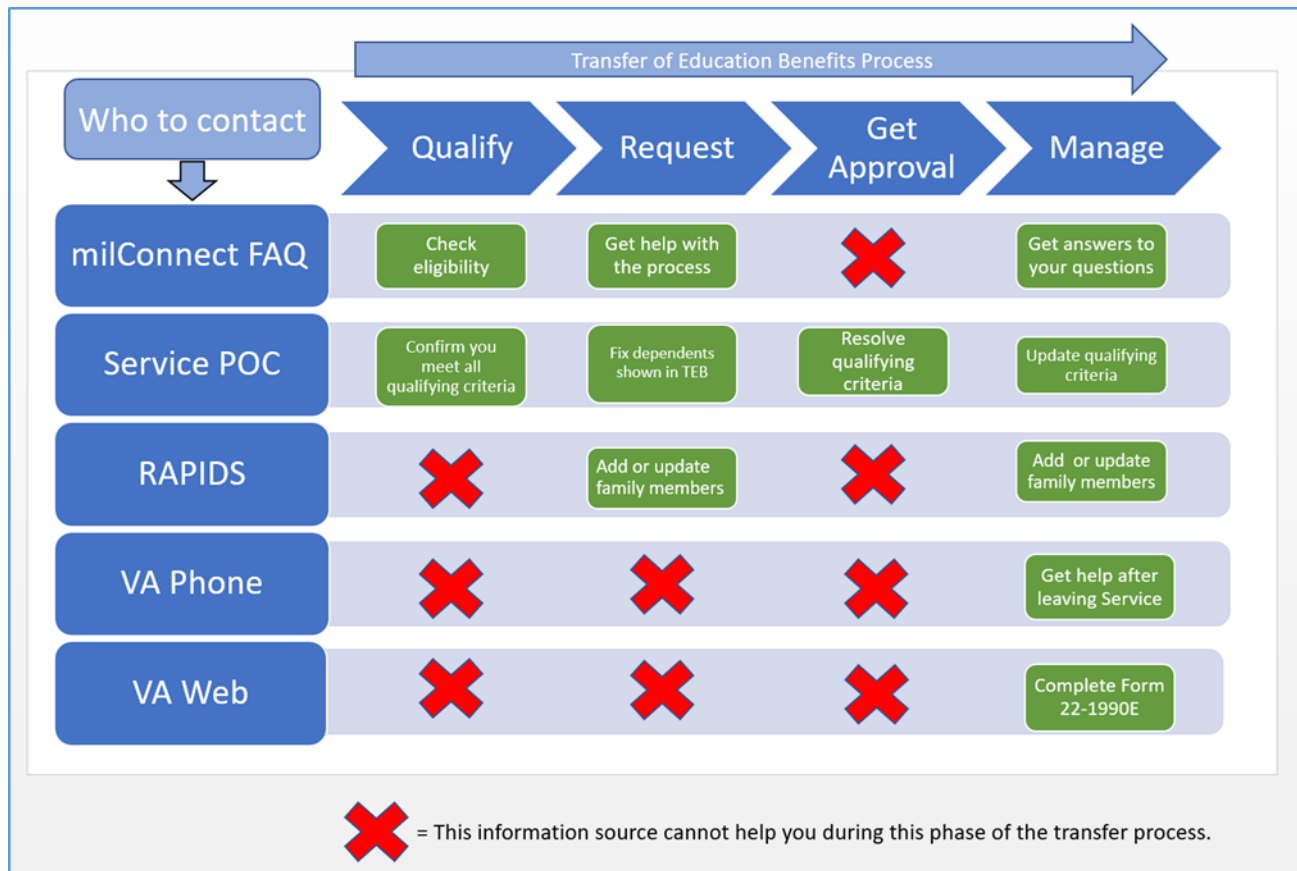 Transfer of Education Benefits Process
Who to contact
Qualify
Request
Get
Approval
Manage
milConnect FAQ
Check
eligibility
Get help with
the process
Get answers to
your questions
Service POC
Confirm you
meet all
qualifying criteria
Fix dependents
shown in TEB
Resolve
qualifying
criteria
Update qualifying
criteria
RAPIDS
Add or update
family members
Add or update
family members
VA Phone
Get help after
leaving Service
VA Web
Complete Form
22-1990E
= This information source cannot help you during this phase of the transfer process.